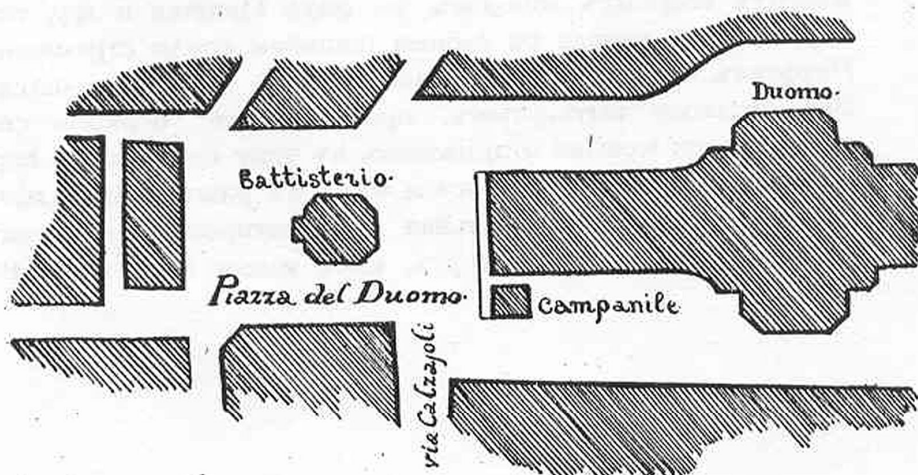 Duomo.
Battisterio.
Piazza del Duomo.
Campanile
via Calzajoli